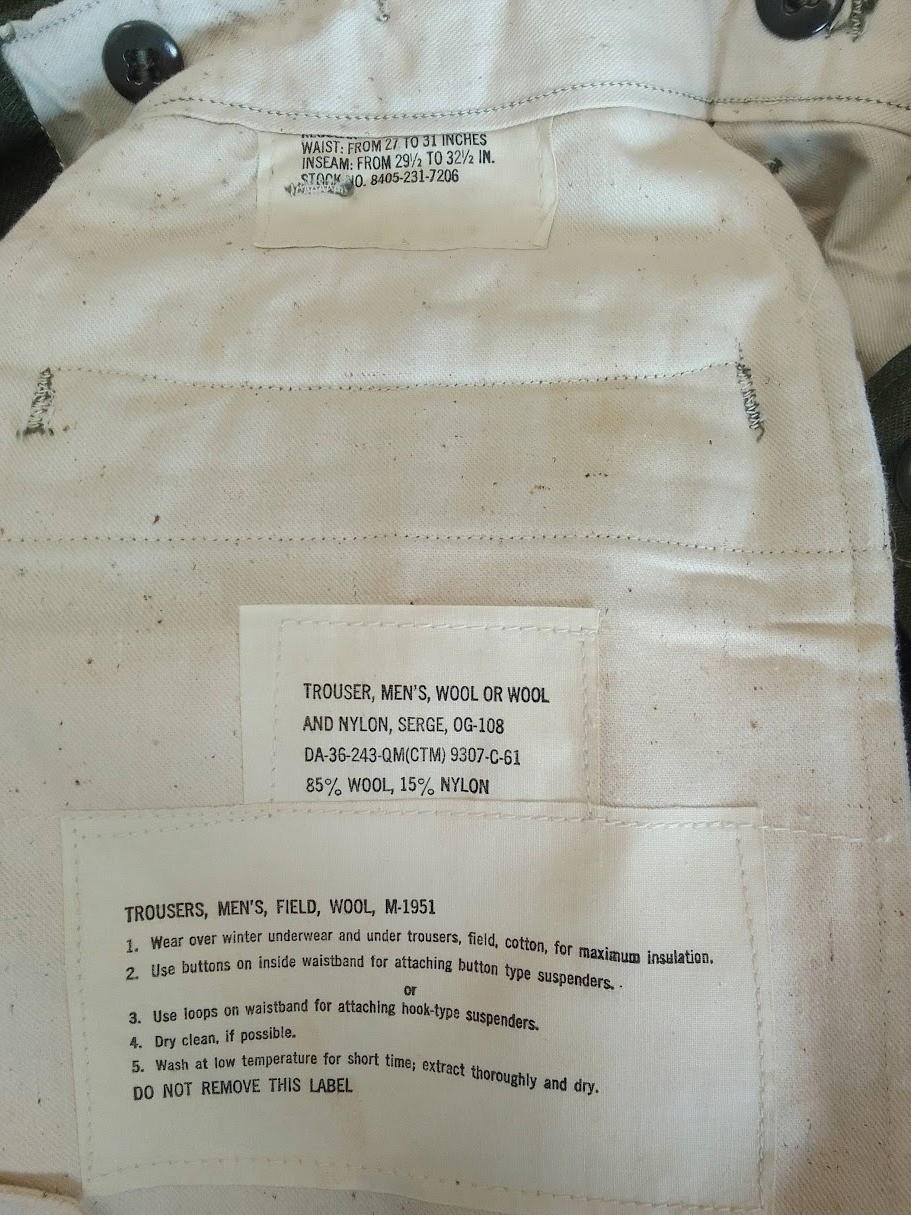 WAIST: FROM 27 TO 31 INCHES
INSEAM: FROM 29½ TO 32½ IN.
STOCK NO. 8405-231-7206
TROUSER, MEN'S, WOOL OR WOOL
AND NYLON, SERGE, OG-108
DA-36-243-QM(CTM) 9307-C-61
85% WOOL, 15% NYLON
TROUSERS, MEN'S, FIELD, WOOL, M-1951
1. Wear over winter underwear and under trousers, field, cotton, for maximum insulation.
2. Use buttons on inside waistband for attaching button type suspenders.
or
3. Use loops on waistband for attaching hook-type suspenders.
4. Dry clean, if possible.
5. Wash at low temperature for short time; extract thoroughly and dry.
DO NOT REMOVE THIS LABEL